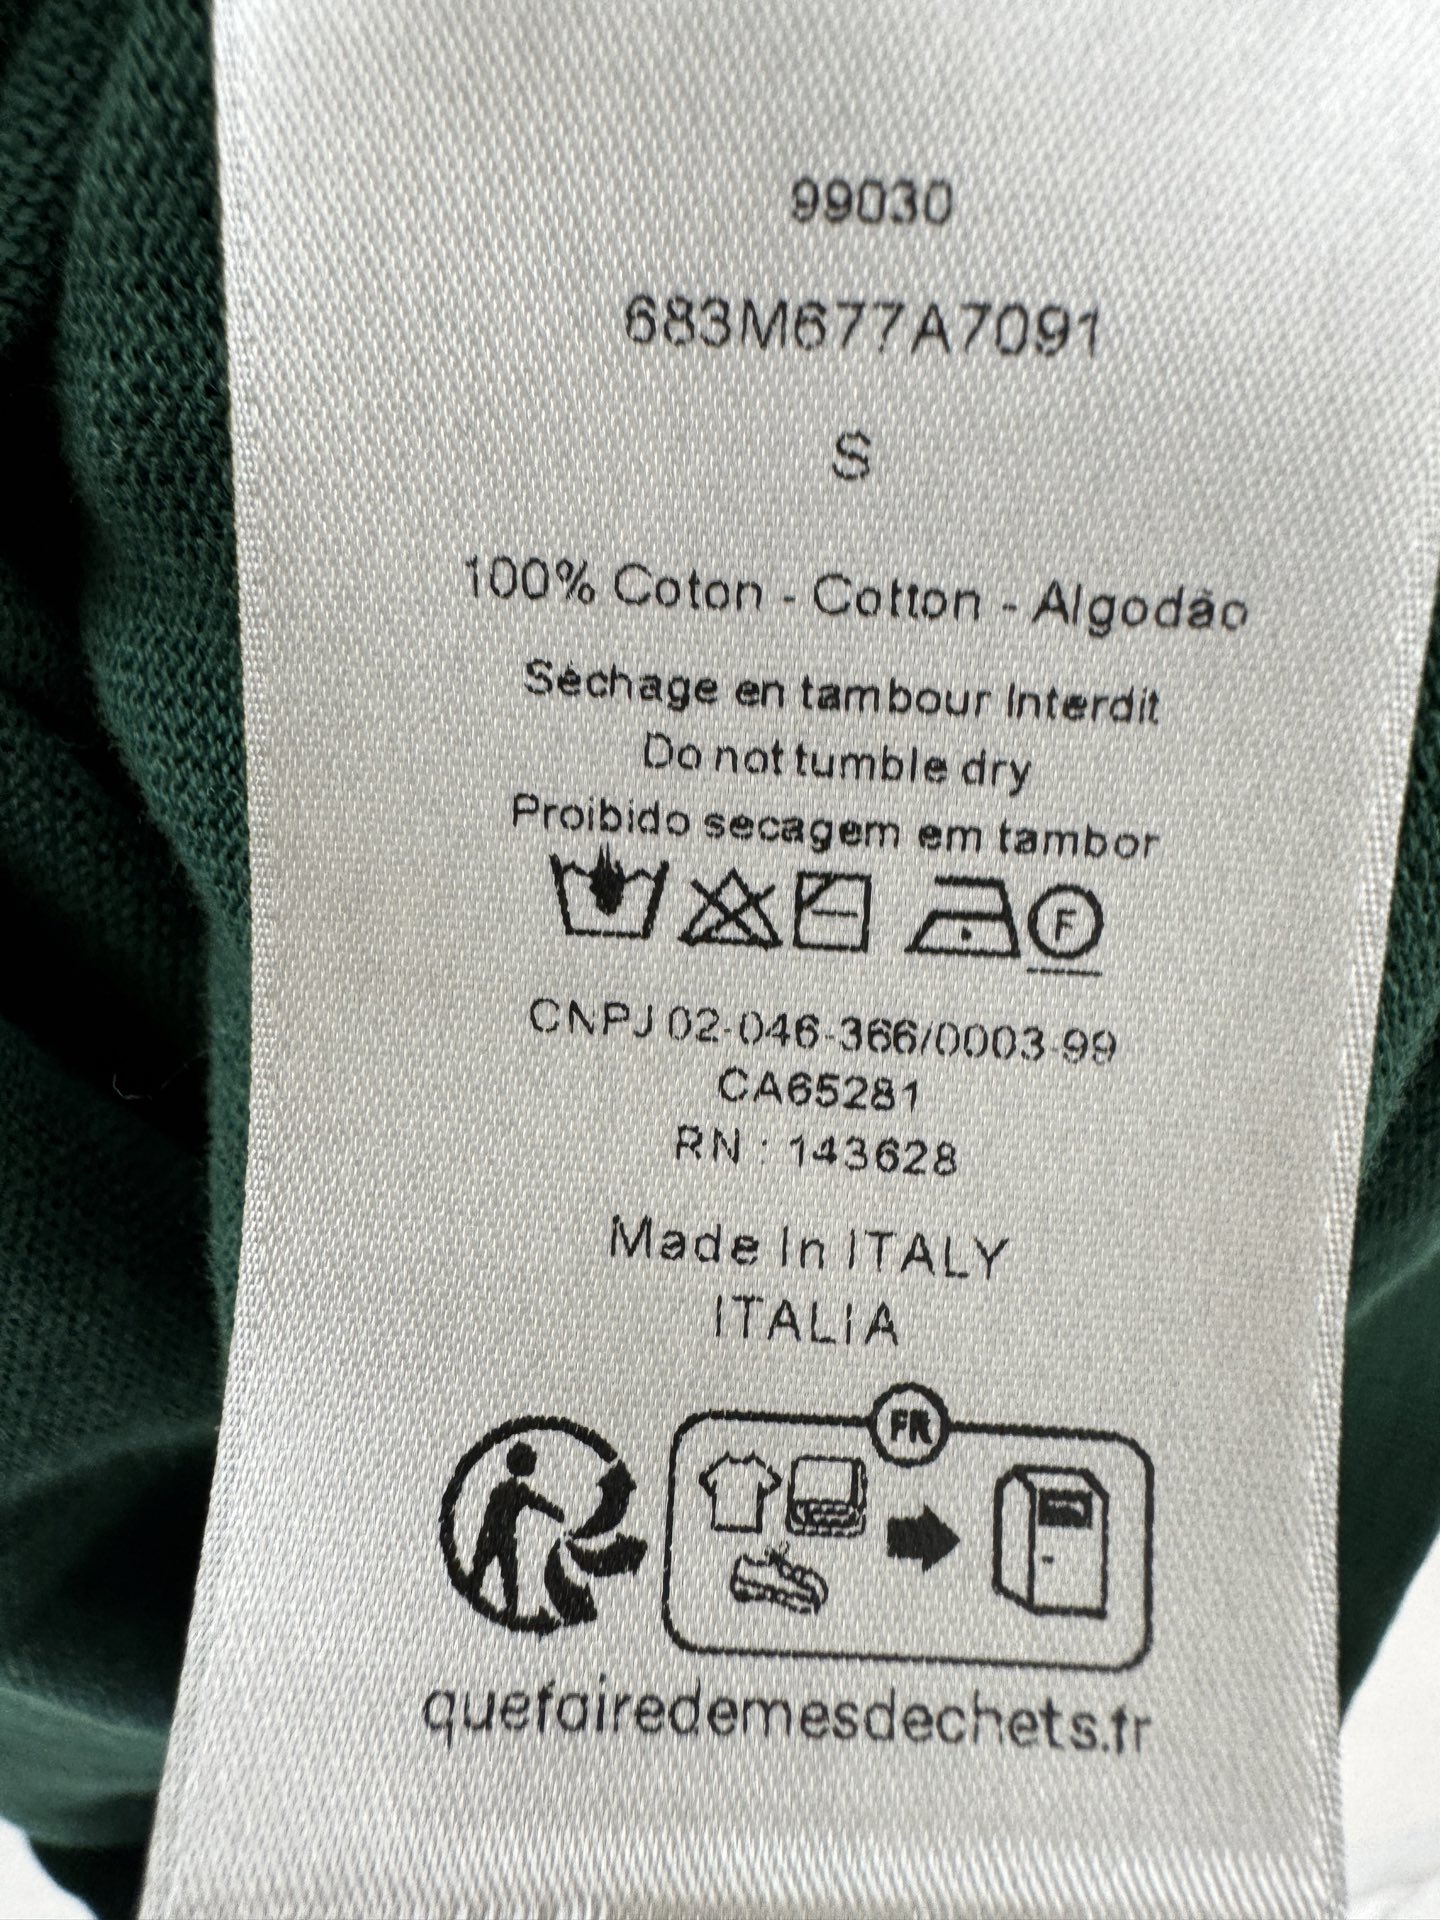 99030
683M677A7091
S
100% Coton - Cotton - Algodão
Séchage en tambour Interdit
Do not tumble dry
Proibido secagem em tambor
F
CNPJ 02-046-366/0003-99
CA65281
RN : 143628
Made In ITALY
ITALIA
FR
quefairedemesdechets.fr